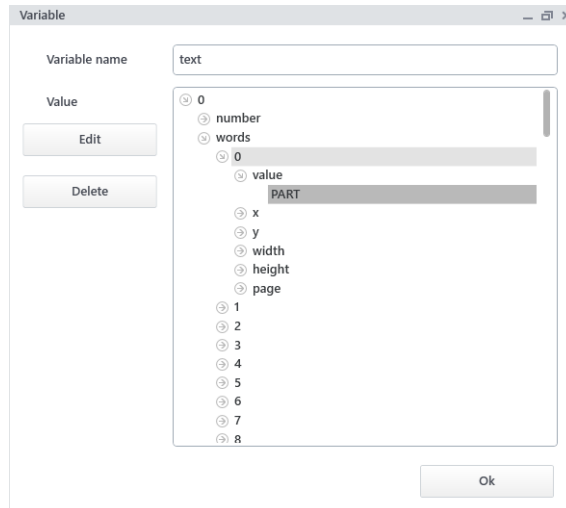 Variable
Variable name
text
Value
Edit
Delete
0
number
words
0
value
PART
x
y
width
height
page
1
2
3
4
5
6
7
8
Ok